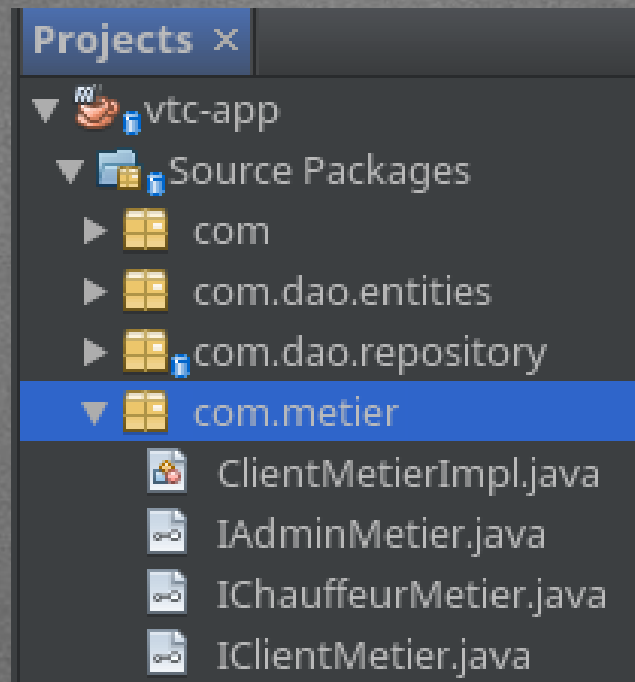 Projects ×
vtc-app
Source Packages
com
com.dao.entities
com.dao.repository
com.metier
ClientMetierImpl.java
IAdminMetier.java
IChauffeurMetier.java
IClientMetier.java